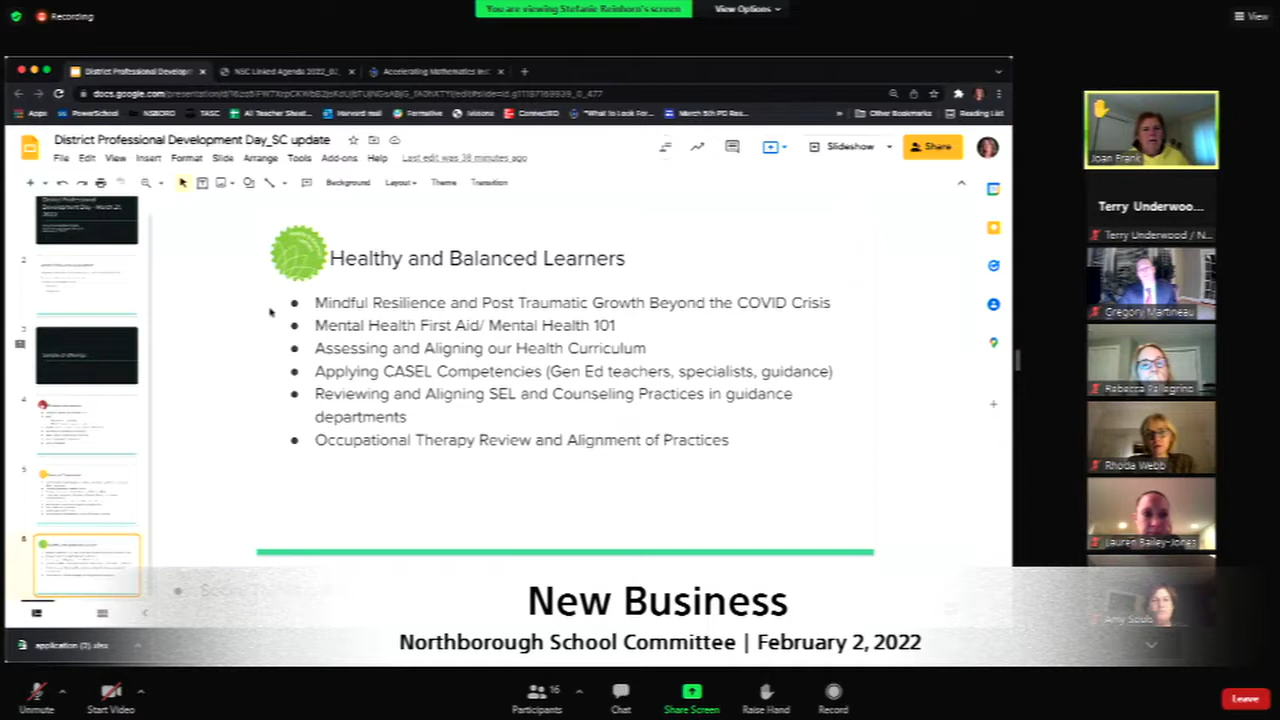 Recording
You are viewing Stefanie Reinhorn's screen
View Options
View
District Professional Develop
NSC Linked Agenda 2022_02
Accelerating Mathematics Inst
Apps
PowerSchool
NSBORO
TASC
AI Teacher Sheet...
Harvard mail
Formative
ConnectED
"What to Look For...
March 5th PD Res...
Other Bookmarks
Reading List
District Professional Development Day_SC update
File Edit View Insert Format Slide Arrange Tools Add-ons Help Last edit was 38 minutes ago
Slideshow
Share
Background Layout Theme Transition
2
3
4
5
6
Healthy and Balanced Learners
● Mindful Resilience and Post Traumatic Growth Beyond the COVID Crisis
● Mental Health First Aid/ Mental Health 101
● Assessing and Aligning our Health Curriculum
● Applying CASEL Competencies (Gen Ed teachers, specialists, guidance)
● Reviewing and Aligning SEL and Counseling Practices in guidance
departments
● Occupational Therapy Review and Alignment of Practices
Joan Frank
Terry Underwoo...
Terry Underwood / N...
Gregory Martineau
Rebecca Pellegrino
Rhoda Webb
Lauren Bailey-Jones
Amy Souls
New Business
Northborough School Committee | February 2, 2022
application (2).xlsx
Unmute
Start Video
16
Participants
Chat
Share Screen
Raise Hand
Record
Leave